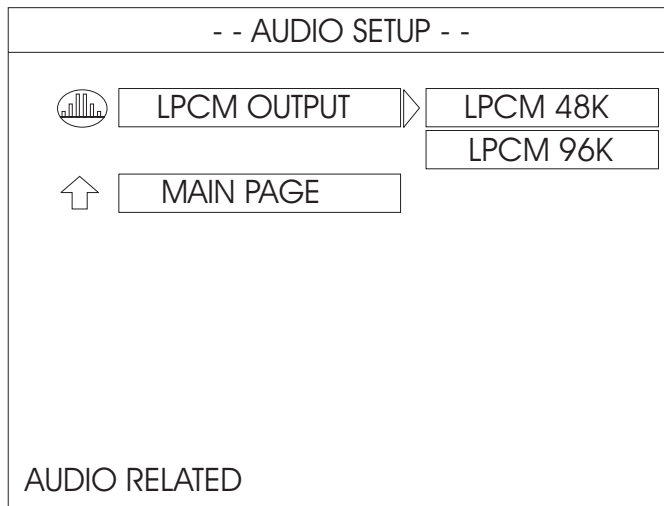 - - AUDIO SETUP - -
LPCM OUTPUT
LPCM 48K
LPCM 96K
MAIN PAGE
AUDIO RELATED